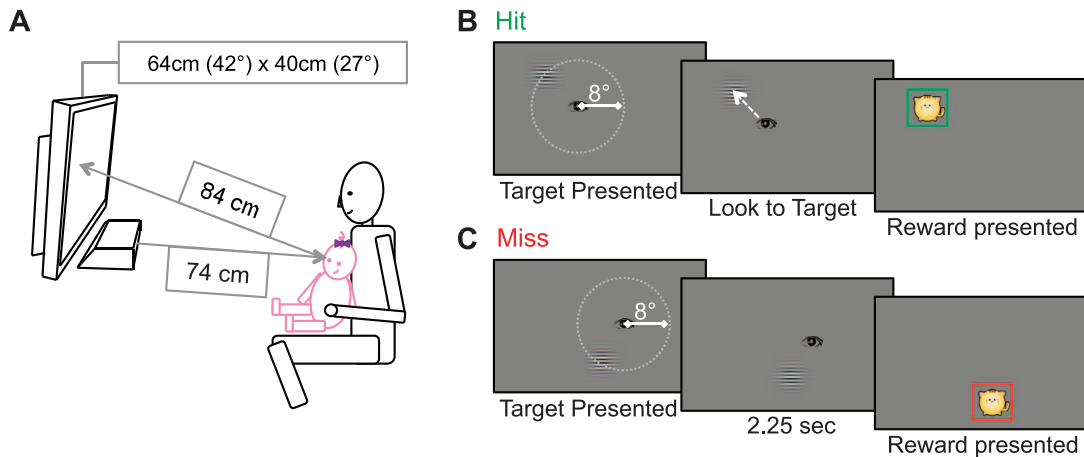 A
64cm (42°) x 40cm (27°)
84 cm
74 cm
B Hit
8°
Target Presented
Look to Target
Reward presented
C Miss
8°
Target Presented
2.25 sec
Reward presented